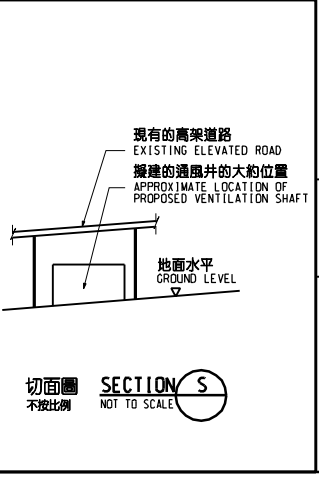 現有的高架道路
EXISTING ELEVATED ROAD
擬建的通風井的大約位置
APPROXIMATE LOCATION OF
PROPOSED VENTILATION SHAFT
地面水平
GROUND LEVEL
切面圖 SECTION S
不按比例 NOT TO SCALE